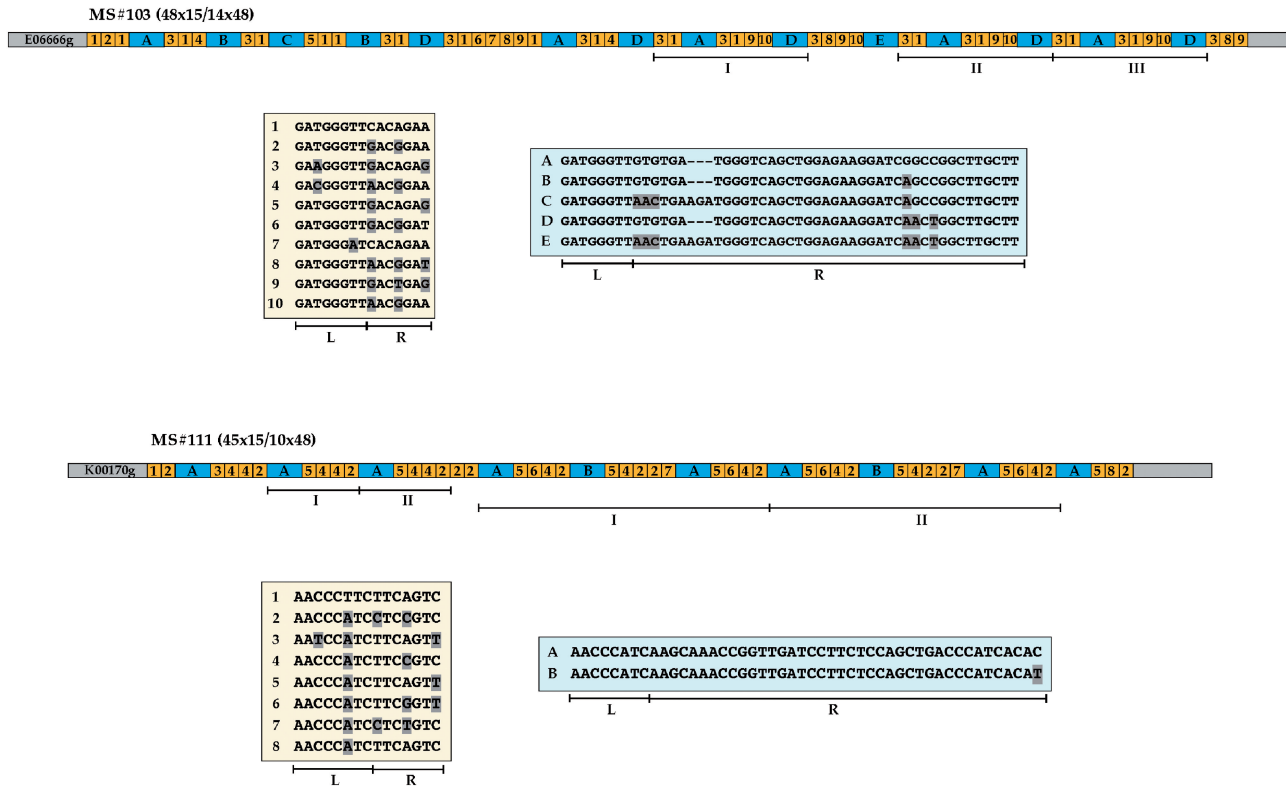 MS#103 (48x15/14x48)
E06666g 1 2 1 A 3 1 4 B 3 1 C 5 1 1 B 3 1 D 3 1 6 7 8 9 1 A 3 1 4 D 3 1 A 3 1 9 10 D 3 8 9 10 E 3 1 A 3 1 9 10 D 3 1 A 3 1 9 10 D 3 8 9
I II III
1 GATGGGTTCACAGAA
2 GATGGGTTGACGGAA
3 GAAGGGTTGACAGAG
4 GACGGGTTAACGGAA
5 GATGGGTTGACAGAG
6 GATGGGTTGACGGAT
7 GATGGGATCACAGAA
8 GATGGGTTAACGGAT
9 GATGGGTTGACTGAG
10 GATGGGTTAACGGAA
L R
A GATGGGTTGTGTGA---TGGGTCAGCTGGAGAAGGATCGGCCGGCTTGCTT
B GATGGGTTGTGTGA---TGGGTCAGCTGGAGAAGGATCAGCCGGCTTGCTT
C GATGGGTTAACTGAAGATGGGTCAGCTGGAGAAGGATCAGCCGGCTTGCTT
D GATGGGTTGTGTGA---TGGGTCAGCTGGAGAAGGATCAACTGGCTTGCTT
E GATGGGTTAACTGAAGATGGGTCAGCTGGAGAAGGATCAACTGGCTTGCTT
L R
MS#111 (45x15/10x48)
K00170g 1 2 A 3 4 4 2 A 5 4 4 2 A 5 4 4 2 2 2 A 5 6 4 2 B 5 4 2 2 7 A 5 6 4 2 A 5 6 4 2 B 5 4 2 2 7 A 5 6 4 2 A 5 8 2
I II
I II
1 AACCCTTCTTCAGTC
2 AACCCATCCTCCGTC
3 AATCCATCTTCAGTT
4 AACCCATCTTCCGTC
5 AACCCATCTTCAGTT
6 AACCCATCTTCGGTT
7 AACCCATCCTCTGTC
8 AACCCATCTTCAGTC
L R
A AACCCATCAAGCAAACCGGTTGATCCTTCTCCAGCTGACCCATCACAC
B AACCCATCAAGCAAACCGGTTGATCCTTCTCCAGCTGACCCATCACAT
L R